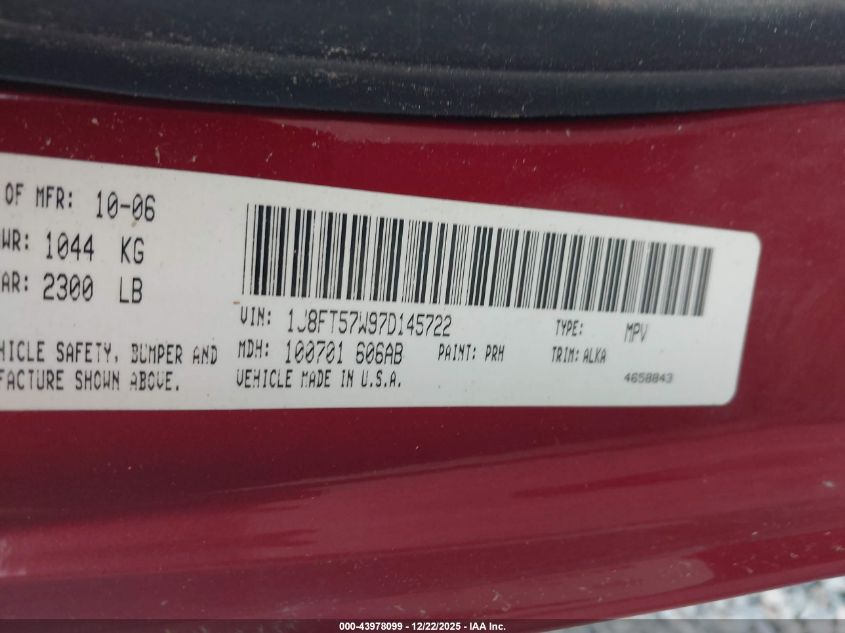 OF MFR: 10-06
WR: 1044 KG
AR: 2300 LB
HICLE SAFETY, BUMPER AND
FACTURE SHOWN ABOVE.
VIN: 1J8FT57W97D145722
TYPE: MPV
MDH: 100701 606AB
PAINT: PRH
TRIM: ALKA
VEHICLE MADE IN U.S.A.
4658843
000-43978099 - 12/22/2025 - IAA Inc.